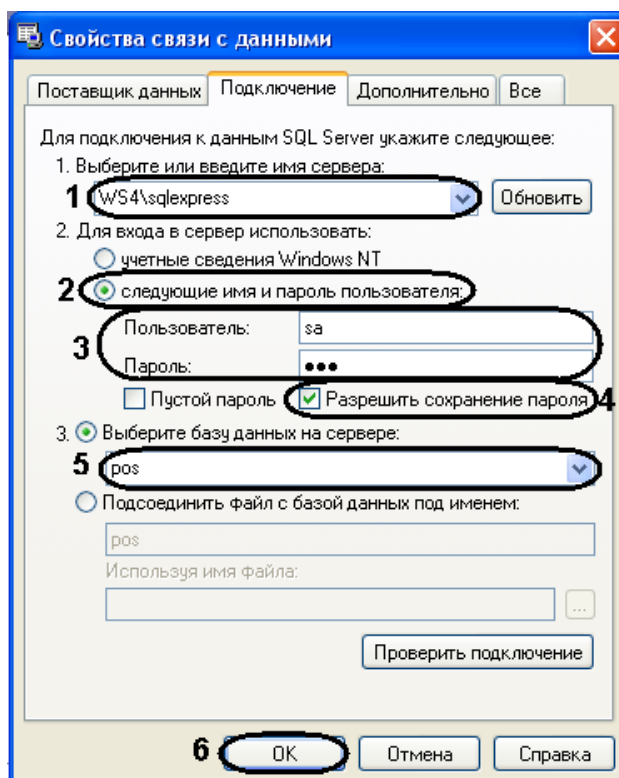 Свойства связи с данными
Поставщик данных Подключение Дополнительно Все
Для подключения к данным SQL Server укажите следующее:
1. Выберите или введите имя сервера:
1 WS4\sqlexpress Обновить
2. Для входа в сервер использовать:
учетные сведения Windows NT
2 следующие имя и пароль пользователя:
Пользователь: sa
3
Пароль: •••
Пустой пароль Разрешить сохранение пароля 4
3. Выберите базу данных на сервере:
5 pos
Подсоединить файл с базой данных под именем:
pos
Используя имя файла:
...
Проверить подключение
6 OK Отмена Справка